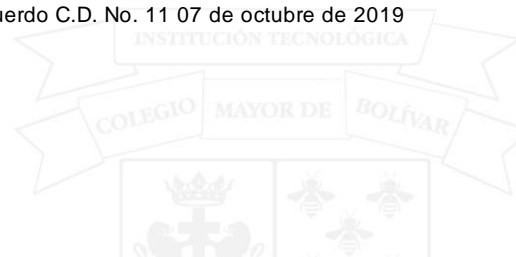 uerdo C.D. No. 11 07 de octubre de 2019
INSTITUCIÓN TECNOLÓGICA
COLEGIO MAYOR DE BOLÍVAR